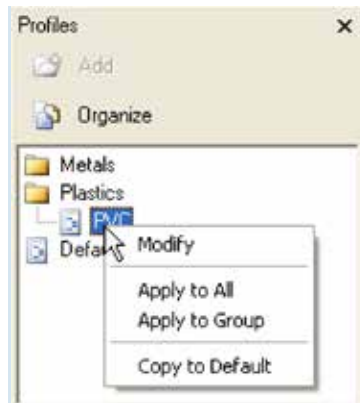 Profiles
Add
Organize
Metals
Plastics
PVC
Modify
Apply to All
Apply to Group
Copy to Default